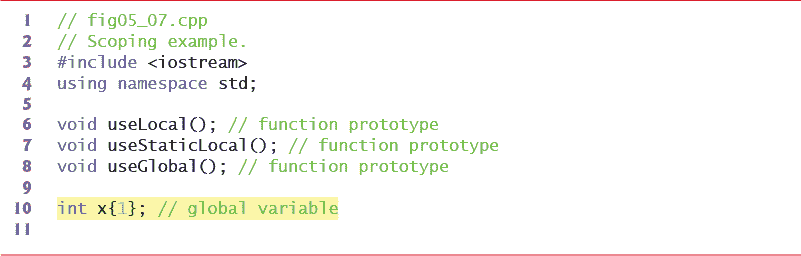 1 // fig05_07.cpp
2 // Scoping example.
3 #include <iostream>
4 using namespace std;
5
6 void useLocal(); // function prototype
7 void useStaticLocal(); // function prototype
8 void useGlobal(); // function prototype
9
10 int x{1}; // global variable
11